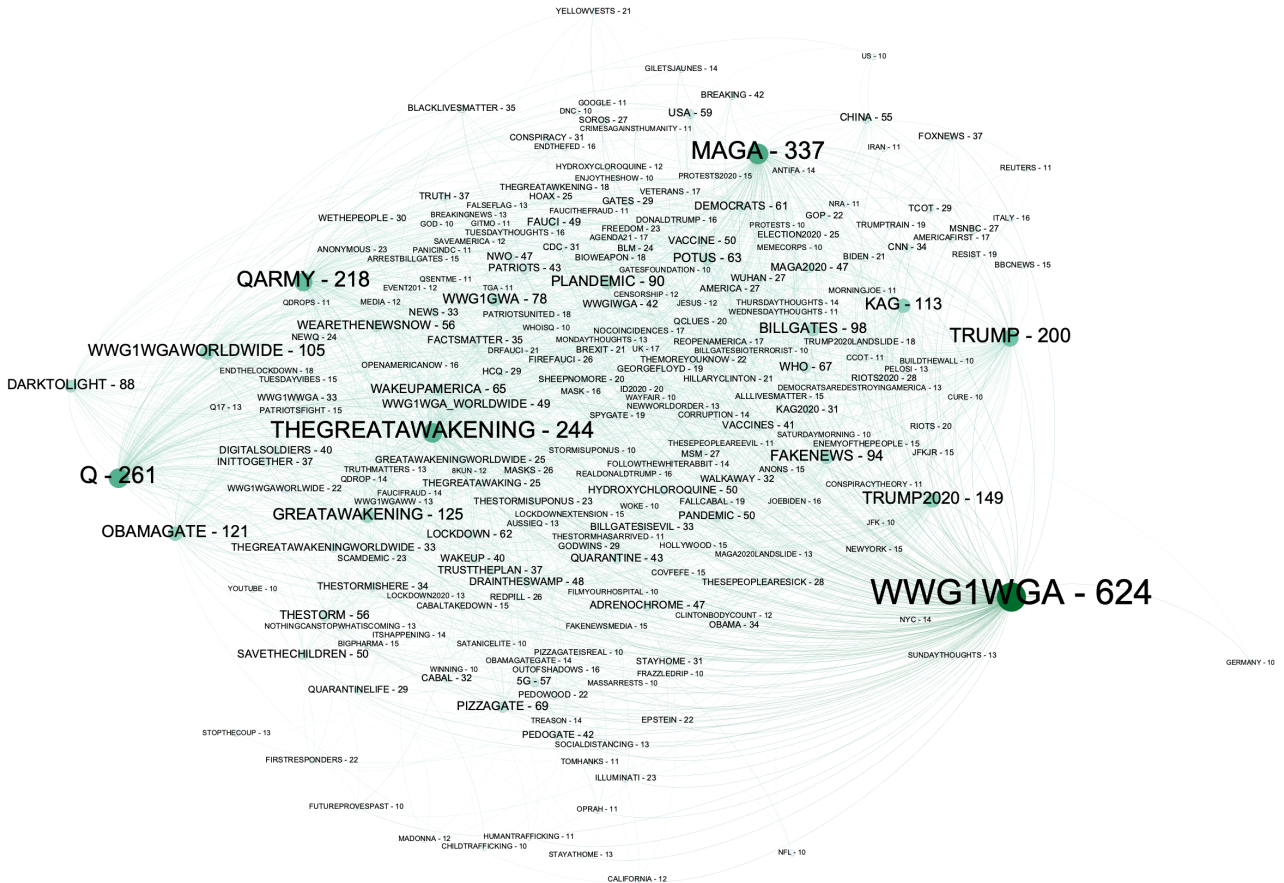 YELLOWVESTS - 21
US - 10
GILETSJAUNES - 14
BREAKING - 42
GOOGLE - 11
BLACKLIVESMATTER - 35
DNC - 10
USA - 59
SOROS - 27
CHINA - 55
CRIMESAGAINSTHUMANITY - 11
CONSPIRACY - 31
FOXNEWS - 37
ENDTHEFED - 16
IRAN - 11
MAGA - 337
HYDROXYCLOROQUINE - 12
ANTIFA - 14
REUTERS - 11
ENJOYTHESHOW - 10
PROTESTS2020 - 15
THEGREATAWKENING - 18
VETERANS - 17
TRUTH - 37
HOAX - 25
GATES - 29
FALSEFLAG - 13
DEMOCRATS - 61
NRA - 11
TCOT - 29
BREAKINGNEWS - 13
FAUCITHEFRAUD - 11
GOP - 22
WETHEPEOPLE - 30
GOD - 10
GITMO - 11
FAUCI - 49
DONALDTRUMP - 16
PROTESTS - 10
TRUMPTRAIN - 19
ITALY - 16
TUESDAYTHOUGHTS - 16
FREEDOM - 23
ELECTION2020 - 25
MSNBC - 27
SAVEAMERICA - 12
AGENDA21 - 17
VACCINE - 50
AMERICAFIRST - 17
ANONYMOUS - 23
PANICINDC - 11
CDC - 31
BLM - 24
MEMECORPS - 10
CNN - 34
ARRESTBILLGATES - 15
NWO - 47
BIOWEAPON - 18
POTUS - 63
BIDEN - 21
RESIST - 19
PATRIOTS - 43
GATESFOUNDATION - 10
MAGA2020 - 47
BBCNEWS - 15
QARMY - 218
QSENTME - 11
PLANDEMIC - 90
WUHAN - 27
EVENT201 - 12
TGA - 11
AMERICA - 27
MORNINGJOE - 11
CENSORSHIP - 12
QDROPS - 11
MEDIA - 12
WWG1GWA - 78
WWGIWGA - 42
JESUS - 12
THURSDAYTHOUGHTS - 14
KAG - 113
NEWS - 33
PATRIOTSUNITED - 18
WEDNESDAYTHOUGHTS - 11
WEARETHENEWSNOW - 56
WHOISQ - 10
NOCOINCIDENCES - 17
QCLUES - 20
BILLGATES - 98
NEWQ - 24
FACTSMATTER - 35
MONDAYTHOUGHTS - 13
REOPENAMERICA - 17
TRUMP2020LANDSLIDE - 18
TRUMP - 200
WWG1WGAWORLDWIDE - 105
DRFAUCI - 21
BREXIT - 21
UK - 17
BILLGATESBIOTERRORIST - 10
FIREFAUCI - 26
THEMOREYOUKNOW - 22
CCOT - 11
BUILDTHEWALL - 10
OPENAMERICANOW - 16
ENDTHELOCKDOWN - 18
HCQ - 29
GEORGEFLOYD - 19
WHO - 67
PELOSI - 13
TUESDAYVIBES - 15
SHEEPNOMORE - 20
HILLARYCLINTON - 21
RIOTS2020 - 28
DARKTOLIGHT - 88
WAKEUPAMERICA - 65
MASK - 16
ID2020 - 20
DEMOCRATSAREDESTROYINGAMERICA - 13
WWG1WWGA - 33
WAYFAIR - 10
ALLLIVESMATTER - 15
CURE - 10
WWG1WGA_WORLDWIDE - 49
NEWWORLDORDER - 13
Q17 - 13
PATRIOTSFIGHT - 15
SPYGATE - 19
CORRUPTION - 14
KAG2020 - 31
THEGREATAWAKENING - 244
VACCINES - 41
RIOTS - 20
SATURDAYMORNING - 10
THESEPEOPLEAREEVIL - 11
ENEMYOFTHEPEOPLE - 15
DIGITALSOLDIERS - 40
STORMISUPONUS - 10
MSM - 27
FAKENEWS - 94
JFKJR - 15
INITTOGETHER - 37
GREATAWAKENINGWORLDWIDE - 25
FOLLOWTHEWHITERABBIT - 14
Q - 261
TRUTHMATTERS - 13
8KUN - 12
MASKS - 26
REALDONALDTRUMP - 16
WALKAWAY - 32
ANONS - 15
QDROP - 14
THEGREATAWAKING - 25
CONSPIRACYTHEORY - 11
WWG1WGAWORLWIDE - 22
FAUCIFRAUD - 14
HYDROXYCHLOROQUINE - 50
WWG1WGAWW - 13
THESTORMISUPONUS - 23
FALLCABAL - 19
JOEBIDEN - 16
TRUMP2020 - 149
WOKE - 10
GREATAWAKENING - 125
LOCKDOWNEXTENSION - 15
PANDEMIC - 50
AUSSIEQ - 13
BILLGATESISEVIL - 33
JFK - 10
OBAMAGATE - 121
LOCKDOWN - 62
THESTORMHASARRIVED - 11
THEGREATAWAKENINGWORLDWIDE - 33
GODWINS - 29
HOLLYWOOD - 15
NEWYORK - 15
SCAMDEMIC - 23
WAKEUP - 40
QUARANTINE - 43
MAGA2020LANDSLIDE - 13
TRUSTTHEPLAN - 37
COVFEFE - 15
DRAINTHESWAMP - 48
THESEPEOPLEARESICK - 28
YOUTUBE - 10
THESTORMISHERE - 34
FILMYOURHOSPITAL - 10
WWG1WGA - 624
LOCKDOWN2020 - 13
REDPILL - 26
CABALTAKEDOWN - 15
ADRENOCHROME - 47
THESTORM - 56
CLINTONBODYCOUNT - 12
NYC - 14
NOTHINGCANSTOPWHATISCOMING - 13
FAKENEWSMEDIA - 15
OBAMA - 34
ITSHAPPENING - 14
BIGPHARMA - 15
SATANICELITE - 10
SAVETHECHILDREN - 50
PIZZAGATEISREAL - 10
SUNDAYTHOUGHTS - 13
OBAMAGATEGATE - 14
STAYHOME - 31
GERMANY - 10
WINNING - 10
OUTOFSHADOWS - 16
FRAZZLEDRIP - 10
CABAL - 32
5G - 57
MASSARRESTS - 10
QUARANTINELIFE - 29
PEDOWOOD - 22
PIZZAGATE - 69
TREASON - 14
EPSTEIN - 22
STOPTHECOUP - 13
PEDOGATE - 42
SOCIALDISTANCING - 13
FIRSTRESPONDERS - 22
TOMHANKS - 11
ILLUMINATI - 23
FUTUREPROVESPAST - 10
OPRAH - 11
MADONNA - 12
HUMANTRAFFICKING - 11
CHILDTRAFFICKING - 10
STAYATHOME - 13
NFL - 10
CALIFORNIA - 12